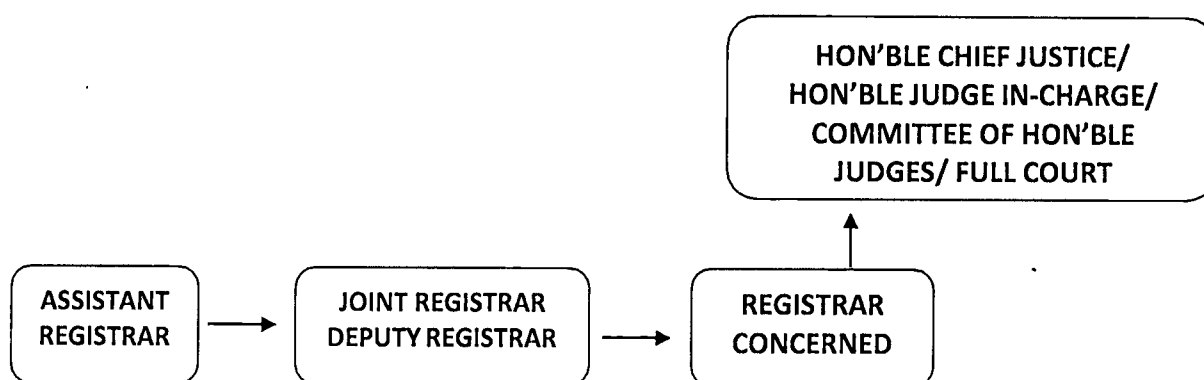 HON'BLE CHIEF JUSTICE/
HON'BLE JUDGE IN-CHARGE/
COMMITTEE OF HON'BLE
JUDGES/ FULL COURT
ASSISTANT
REGISTRAR
JOINT REGISTRAR
DEPUTY REGISTRAR
REGISTRAR
CONCERNED